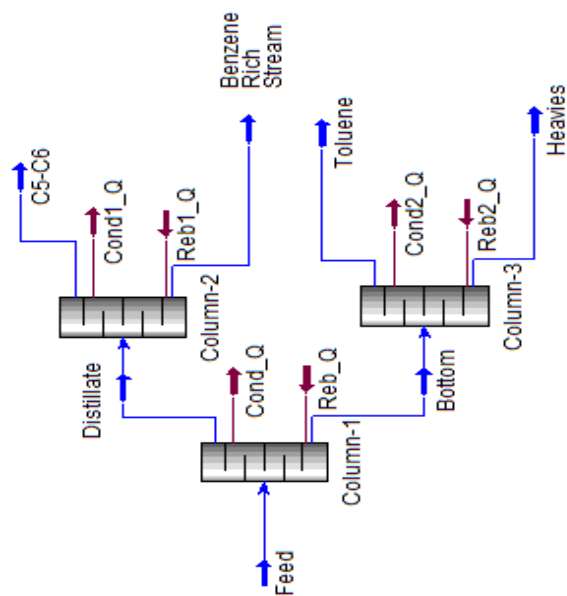 C5-C6
Cond1_Q
Reb1_Q
Benzene
Rich
Stream
Column-2
Distillate
Cond_Q
Reb_Q
Column-1
Feed
Toluene
Cond2_Q
Reb2_Q
Column-3
Bottom
Heavies